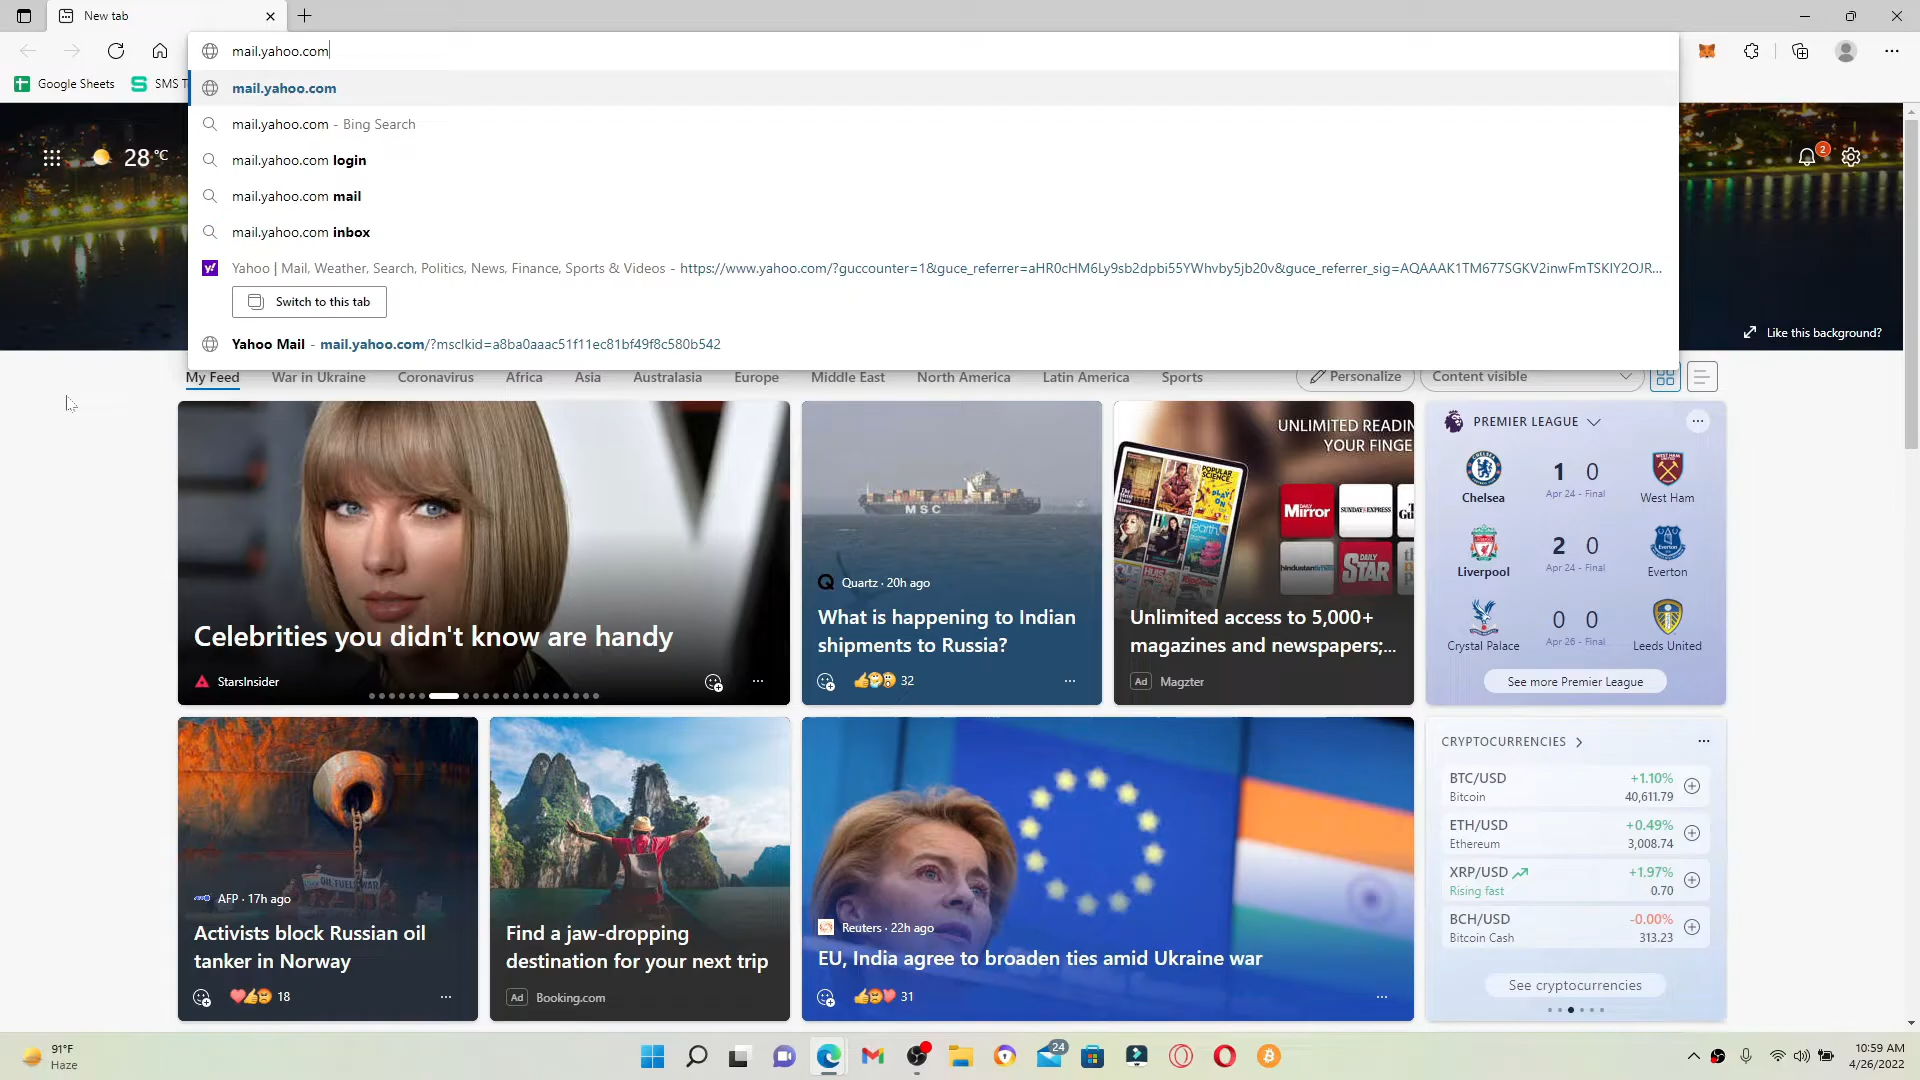 New tab
mail.yahoo.com
Google Sheets
SMS T
mail.yahoo.com
mail.yahoo.com - Bing Search
mail.yahoo.com login
mail.yahoo.com mail
mail.yahoo.com inbox
Yahoo | Mail, Weather, Search, Politics, News, Finance, Sports & Videos - https://www.yahoo.com/?guccounter=1&guce_referrer=aHR0cHM6Ly9sb2dpbi55YWhvby5jb20v&guce_referrer_sig=AQAAAK1TM677SGKV2inwFmTSKlY2OJR...
Switch to this tab
Yahoo Mail - mail.yahoo.com/?msclkid=a8ba0aaac51f11ec81bf49f8c580b542
28 °C
2
Like this background?
My Feed
War in Ukraine
Coronavirus
Africa
Asia
Australasia
Europe
Middle East
North America
Latin America
Sports
Personalize
Content visible
Celebrities you didn't know are handy
StarsInsider
MSC
Quartz · 20h ago
What is happening to Indian
shipments to Russia?
32
UNLIMITED READIN
YOUR FINGE
Mirror
SUNDAY EXPRESS
hindustantimes
STAR
Unlimited access to 5,000+
magazines and newspapers;...
Ad Magzter
PREMIER LEAGUE
Chelsea
1 0
Apr 24 - Final
West Ham
Liverpool
2 0
Apr 24 - Final
Everton
Crystal Palace
0 0
Apr 26 - Final
Leeds United
See more Premier League
AFP · 17h ago
Activists block Russian oil
tanker in Norway
18
Find a jaw-dropping
destination for your next trip
Ad Booking.com
Reuters · 22h ago
EU, India agree to broaden ties amid Ukraine war
31
CRYPTOCURRENCIES
BTC/USD +1.10%
Bitcoin 40,611.79
ETH/USD +0.49%
Ethereum 3,008.74
XRP/USD +1.97%
Rising fast 0.70
BCH/USD -0.00%
Bitcoin Cash 313.23
See cryptocurrencies
91°F
Haze
24
10:59 AM
4/26/2022